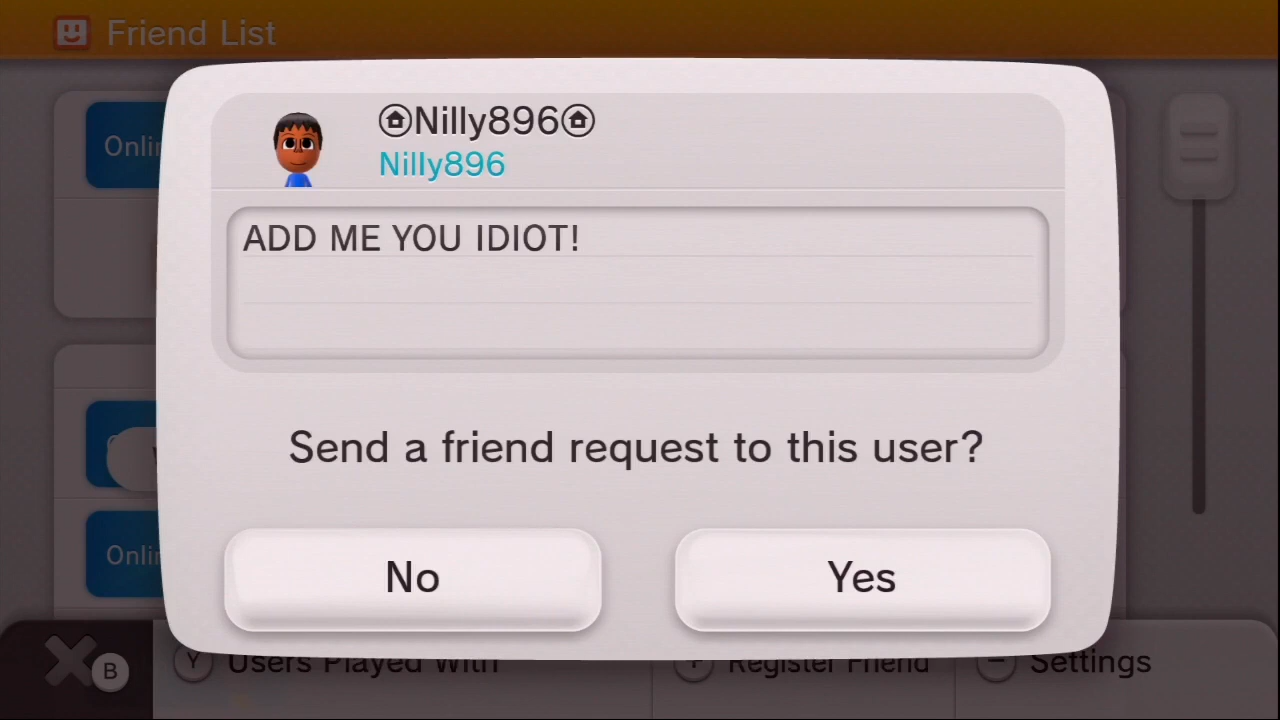 Friend List
Nilly896
Nilly896
ADD ME YOU IDIOT!
Send a friend request to this user?
No
Yes
B
Y Users Played With
+ Register Friend
− Settings